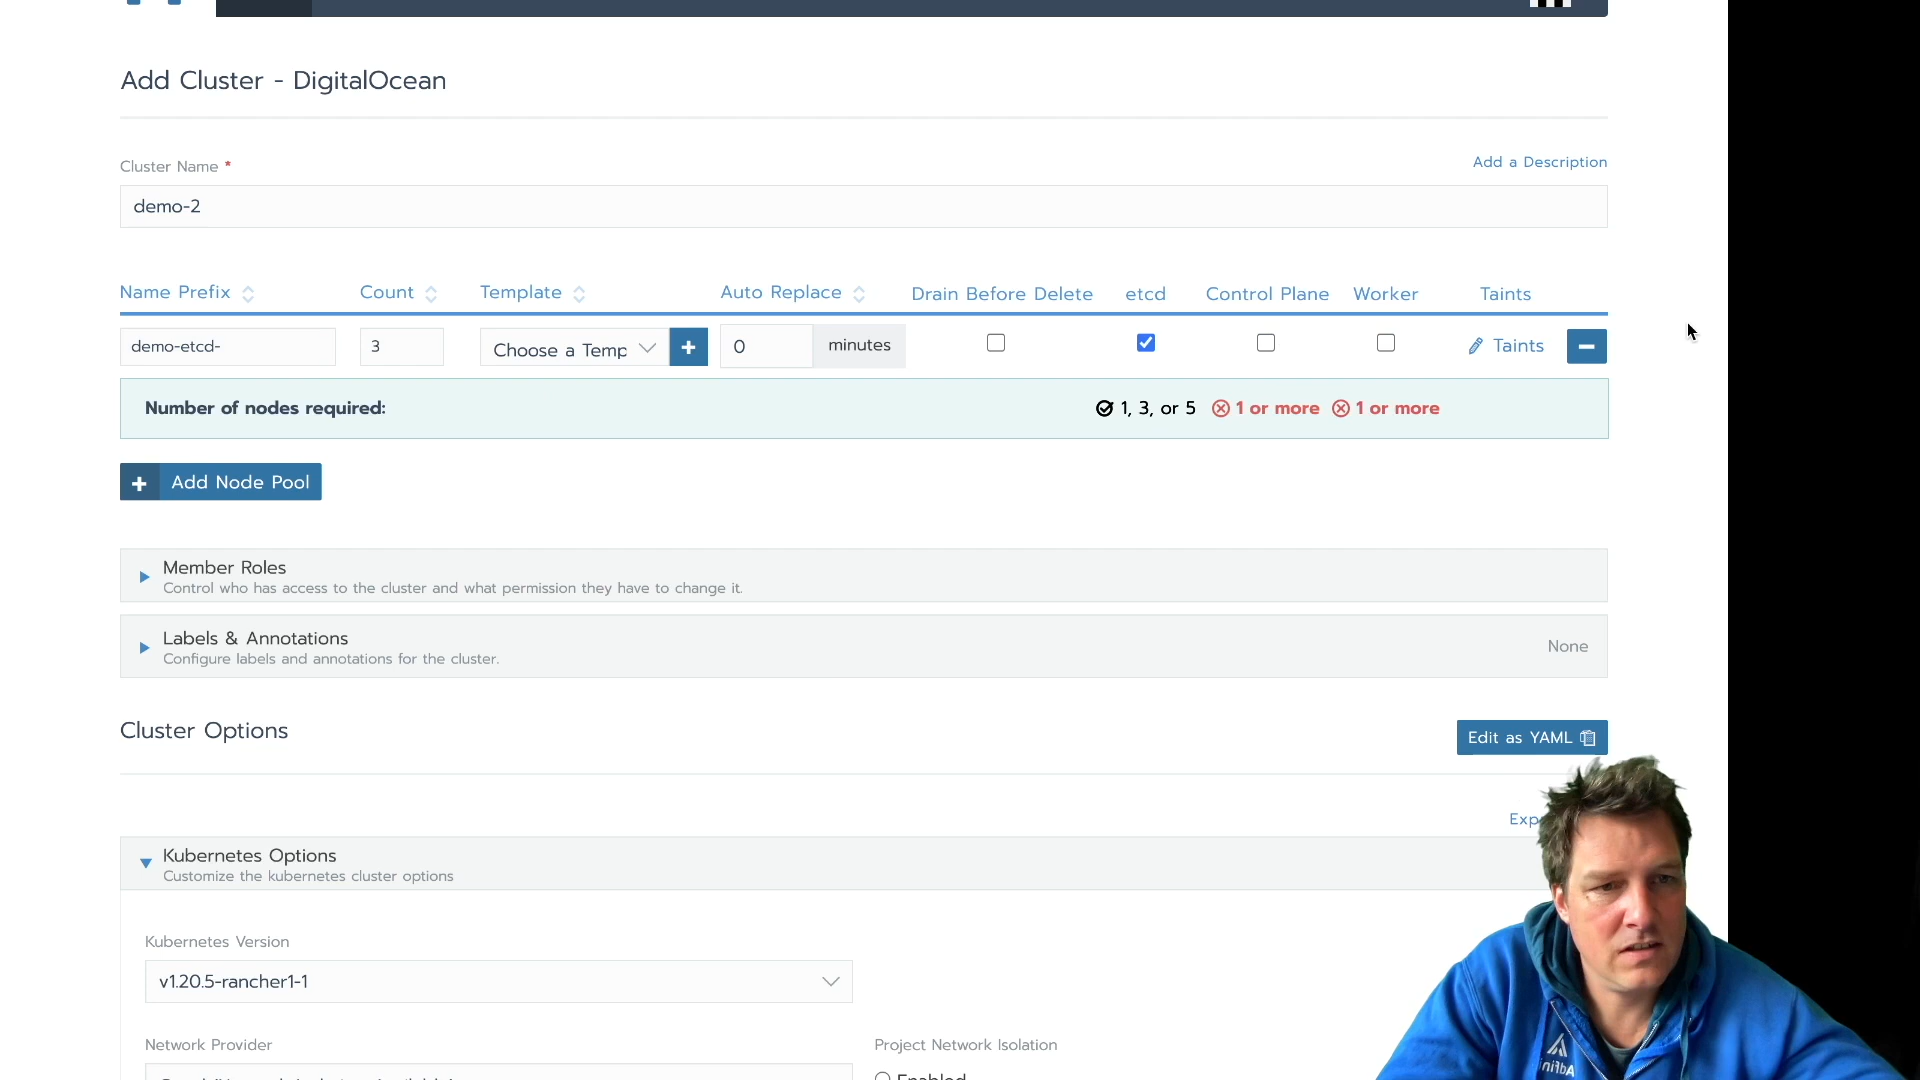 Add Cluster - DigitalOcean
Cluster Name *
Add a Description
demo-2
Name Prefix Count Template Auto Replace Drain Before Delete etcd Control Plane Worker Taints
demo-etcd- 3 Choose a Temp 0 minutes Taints
Number of nodes required: 1, 3, or 5 1 or more 1 or more
Add Node Pool
Member Roles
Control who has access to the cluster and what permission they have to change it.
Labels & Annotations
Configure labels and annotations for the cluster.
None
Cluster Options
Edit as YAML
Kubernetes Options
Customize the kubernetes cluster options
Kubernetes Version
v1.20.5-rancher1-1
Network Provider
Project Network Isolation
Enabled